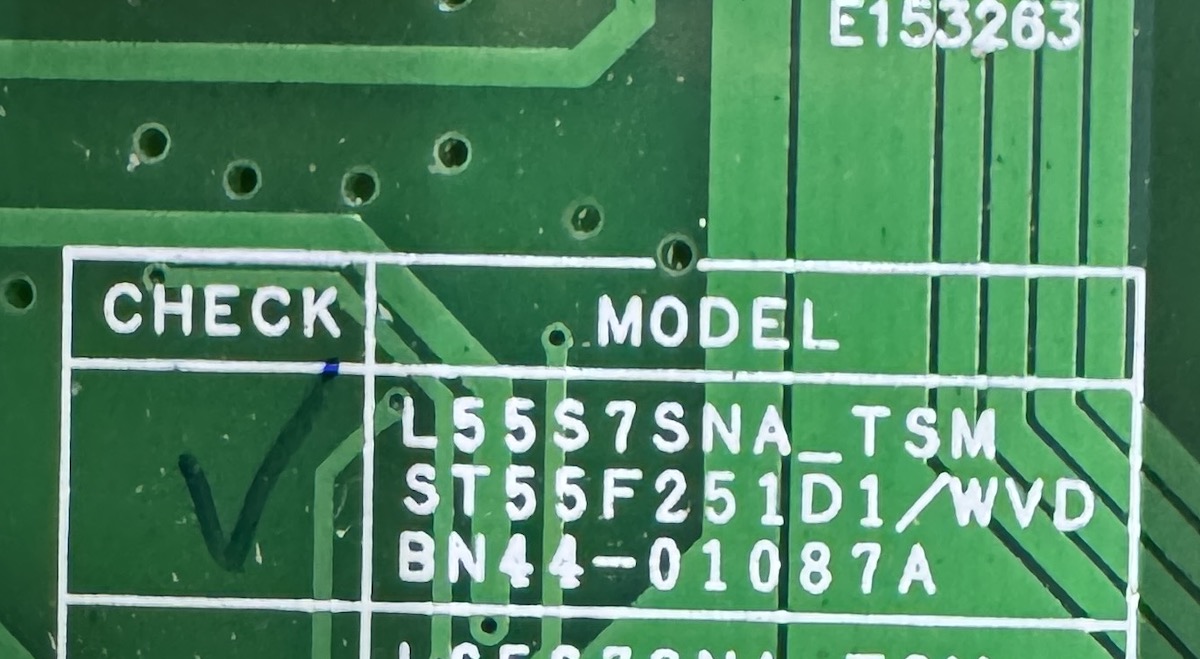 E153263
CHECK MODEL
L55S7SNA_TSM
ST55F251D1/WVD
BN44-01087A